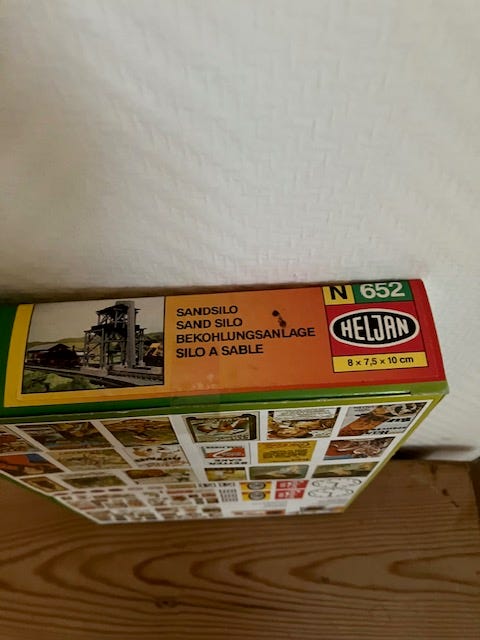 SANDSILO
SAND SILO
BEKOHLUNGSANLAGE
SILO A SABLE
N 652
HELJAN
8 x 7,5 x 10 cm